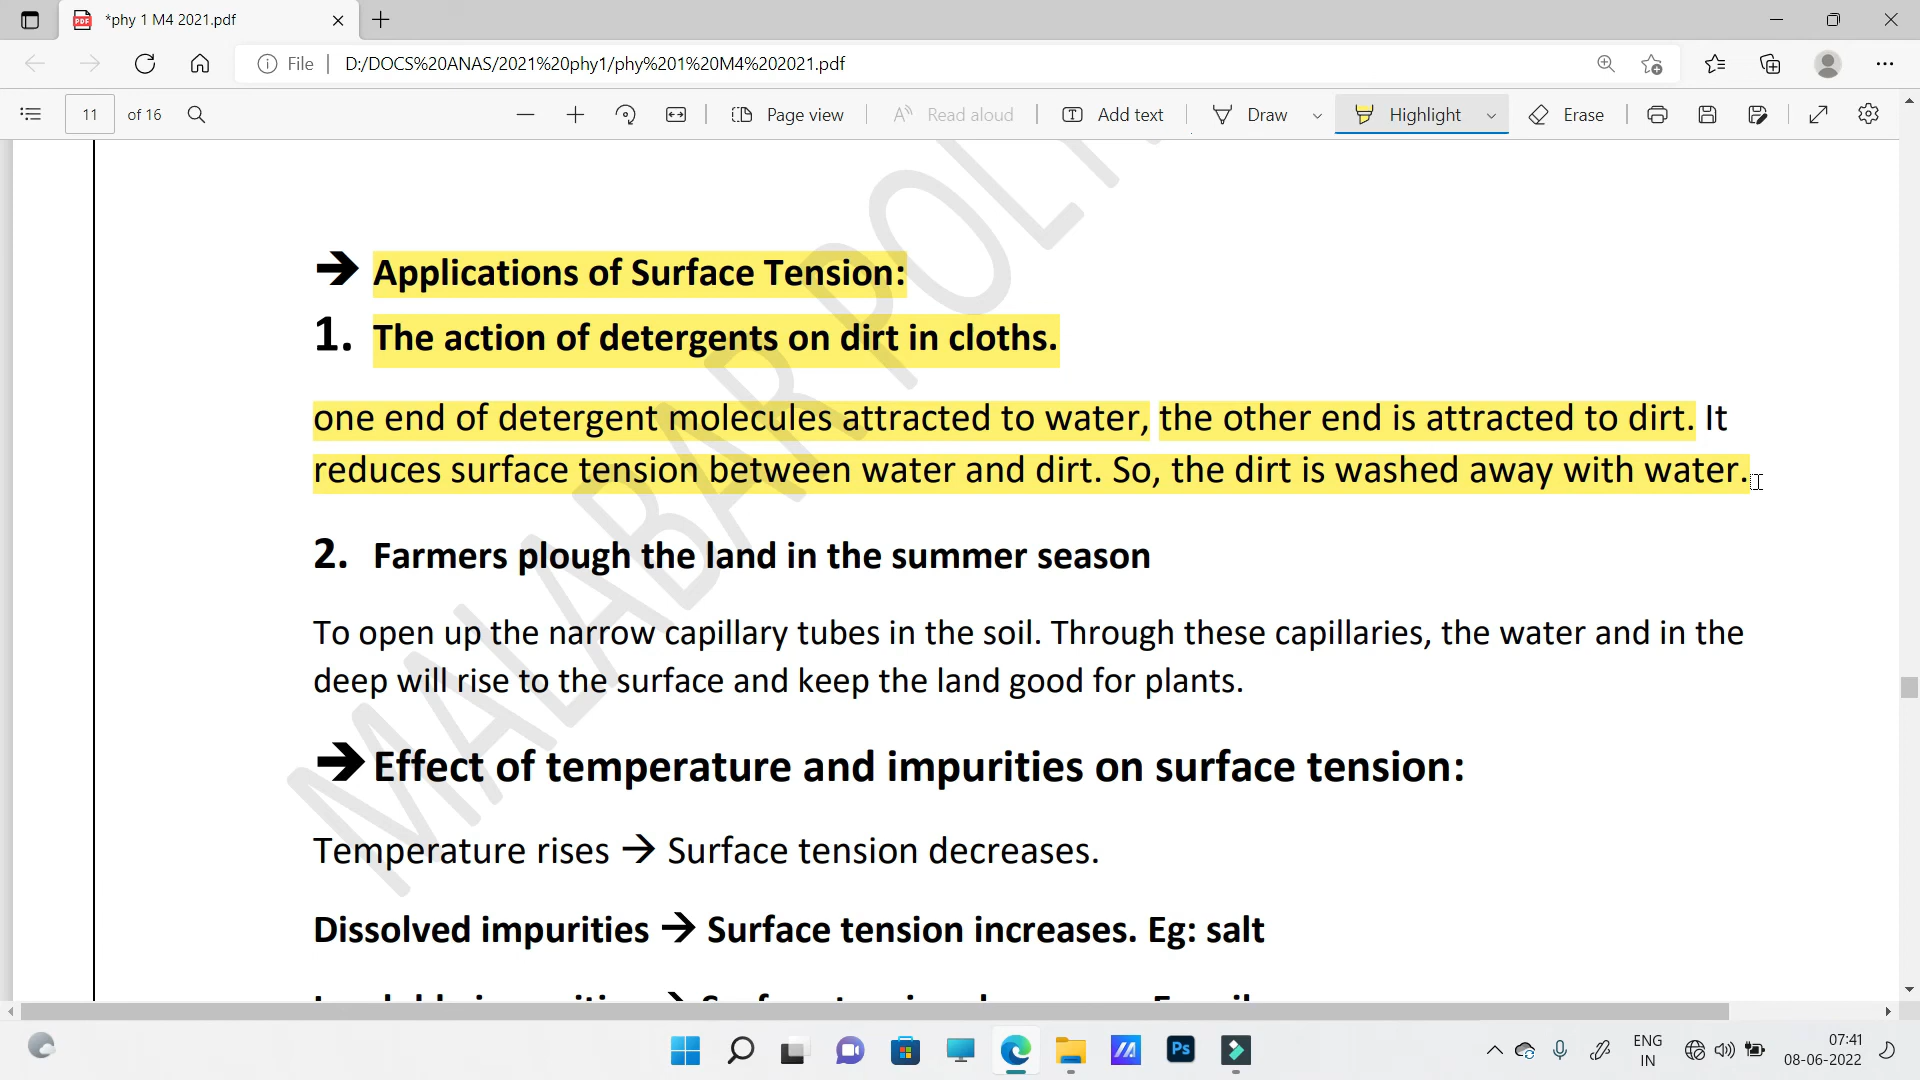 *phy 1 M4 2021.pdf
File
D:/DOCS%20ANAS/2021%20phy1/phy%201%20M4%202021.pdf
11 of 16
Page view
Read aloud
Add text
Draw
Highlight
Erase
MALABAR
➔ Applications of Surface Tension:
1. The action of detergents on dirt in cloths.
one end of detergent molecules attracted to water, the other end is attracted to dirt. It
reduces surface tension between water and dirt. So, the dirt is washed away with water.
2. Farmers plough the land in the summer season
To open up the narrow capillary tubes in the soil. Through these capillaries, the water and in the
deep will rise to the surface and keep the land good for plants.
➔ Effect of temperature and impurities on surface tension:
Temperature rises → Surface tension decreases.
Dissolved impurities → Surface tension increases. Eg: salt
Ps
ENG
IN
07:41
08-06-2022